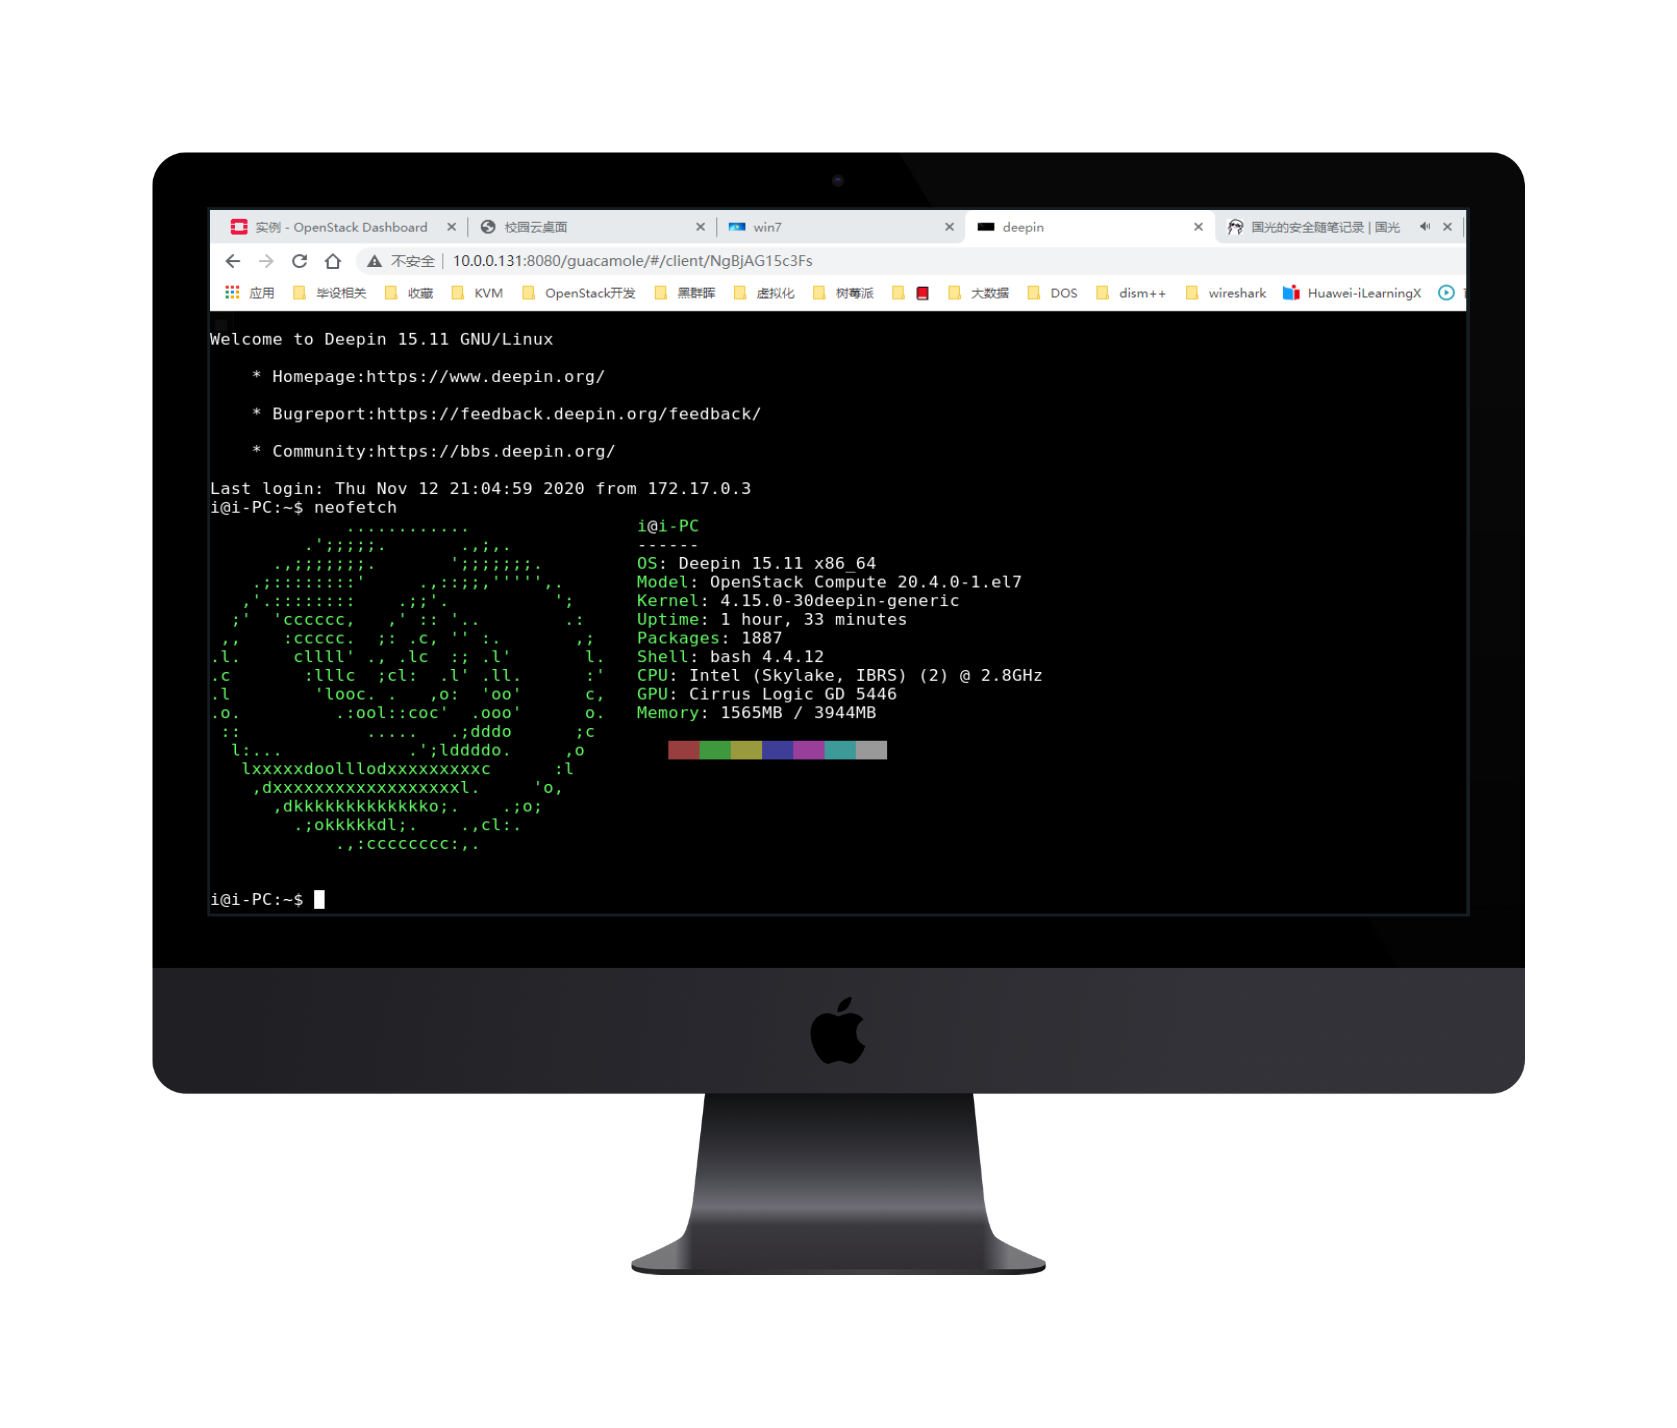 实例 - OpenStack Dashboard 校园云桌面 win7 deepin 国光的安全随笔记录 | 国光
不安全 10.0.0.131:8080/guacamole/#/client/NgBjAG15c3Fs
应用 毕设相关 收藏 KVM OpenStack开发 黑群晖 虚拟化 树莓派 大数据 DOS dism++ wireshark Huawei-iLearningX
Welcome to Deepin 15.11 GNU/Linux
* Homepage:https://www.deepin.org/
* Bugreport:https://feedback.deepin.org/feedback/
* Community:https://bbs.deepin.org/
Last login: Thu Nov 12 21:04:59 2020 from 172.17.0.3
i@i-PC:~$ neofetch
i@i-PC
------
OS: Deepin 15.11 x86_64
Model: OpenStack Compute 20.4.0-1.el7
Kernel: 4.15.0-30deepin-generic
Uptime: 1 hour, 33 minutes
Packages: 1887
Shell: bash 4.4.12
CPU: Intel (Skylake, IBRS) (2) @ 2.8GHz
GPU: Cirrus Logic GD 5446
Memory: 1565MB / 3944MB
i@i-PC:~$